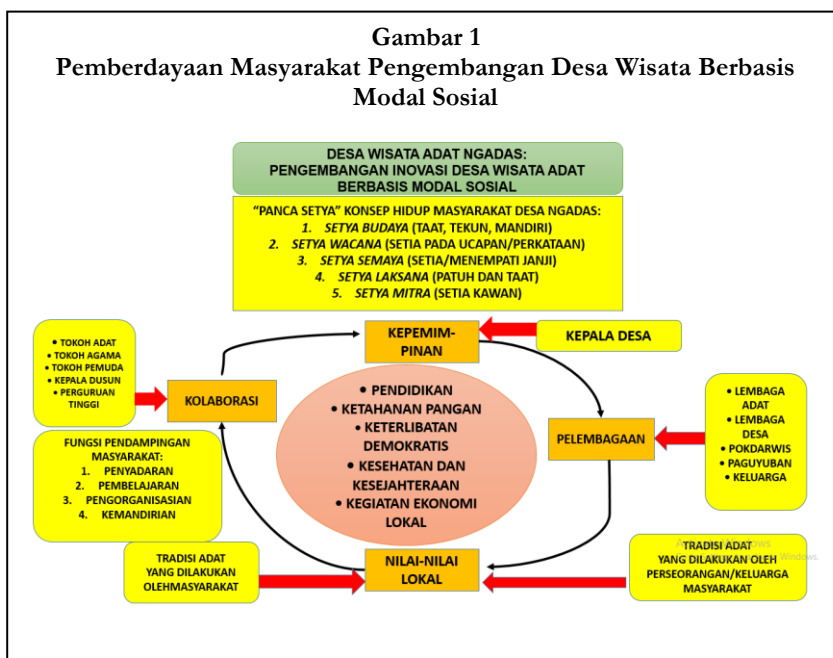 Gambar 1
Pemberdayaan Masyarakat Pengembangan Desa Wisata Berbasis
Modal Sosial
DESA WISATA ADAT NGADAS:
PENGEMBANGAN INOVASI DESA WISATA ADAT
BERBASIS MODAL SOSIAL
“PANCA SETYA” KONSEP HIDUP MASYARAKAT DESA NGADAS:
1. SETYA BUDAYA (TAAT, TEKUN, MANDIRI)
2. SETYA WACANA (SETIA PADA UCAPAN/PERKATAAN)
3. SETYA SEMAYA (SETIA/MENEMPATI JANJI)
4. SETYA LAKSANA (PATUH DAN TAAT)
5. SETYA MITRA (SETIA KAWAN)
KEPEMIM-
PINAN
KEPALA DESA
• TOKOH ADAT
• TOKOH AGAMA
• TOKOH PEMUDA
• KEPALA DUSUN
• PERGURUAN
TINGGI
KOLABORASI
• PENDIDIKAN
• KETAHANAN PANGAN
• KETERLIBATAN
DEMOKRATIS
• KESEHATAN DAN
KESEJAHTERAAN
• KEGIATAN EKONOMI
LOKAL
PELEMBAGAAN
• LEMBAGA
ADAT
• LEMBAGA
DESA
• POKDARWIS
• PAGUYUBAN
• KELUARGA
FUNGSI PENDAMPINGAN
MASYARAKAT:
1. PENYADARAN
2. PEMBELAJARAN
3. PENGORGANISASIAN
4. KEMANDIRIAN
TRADISI ADAT
YANG DILAKUKAN
OLEHMASYARAKAT
NILAI-NILAI
LOKAL
TRADISI ADAT
YANG DILAKUKAN OLEH
PERSEORANGAN/KELUARGA
MASYARAKAT
Windows
Windows.